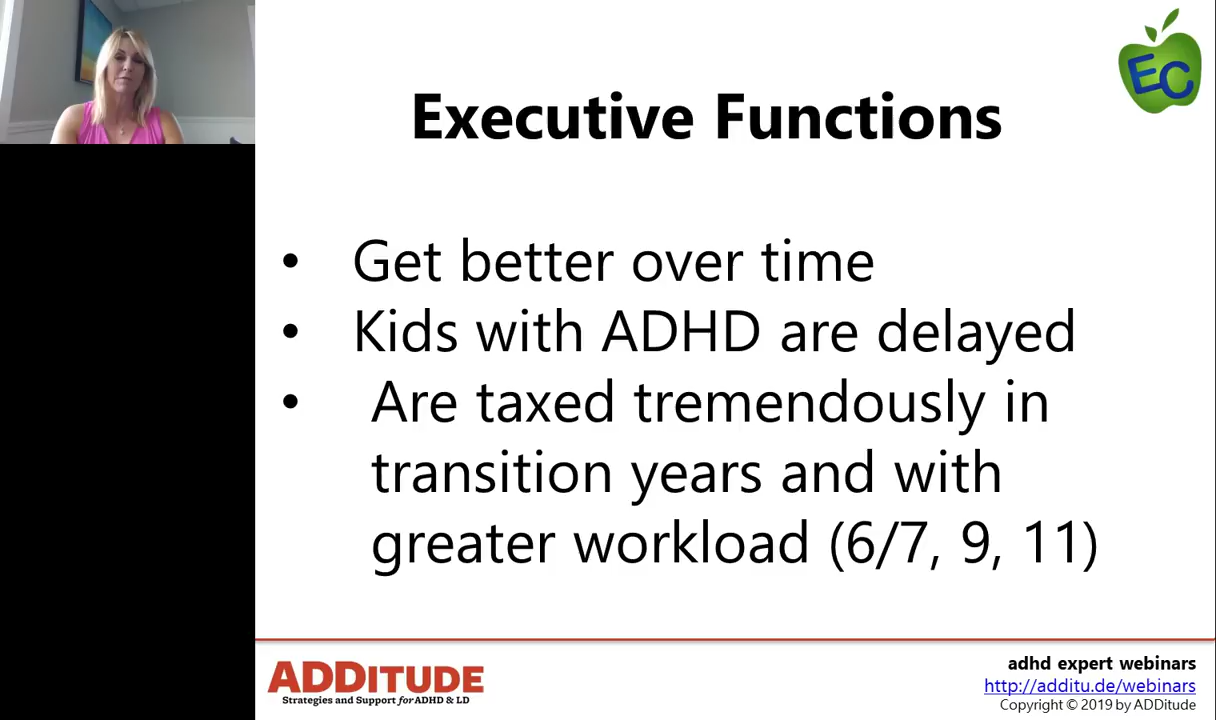 EC
Executive Functions
• Get better over time
• Kids with ADHD are delayed
• Are taxed tremendously in
transition years and with
greater workload (6/7, 9, 11)
ADDITUDE
Strategies and Support for ADHD & LD
adhd expert webinars
http://additu.de/webinars
Copyright © 2019 by ADDitude